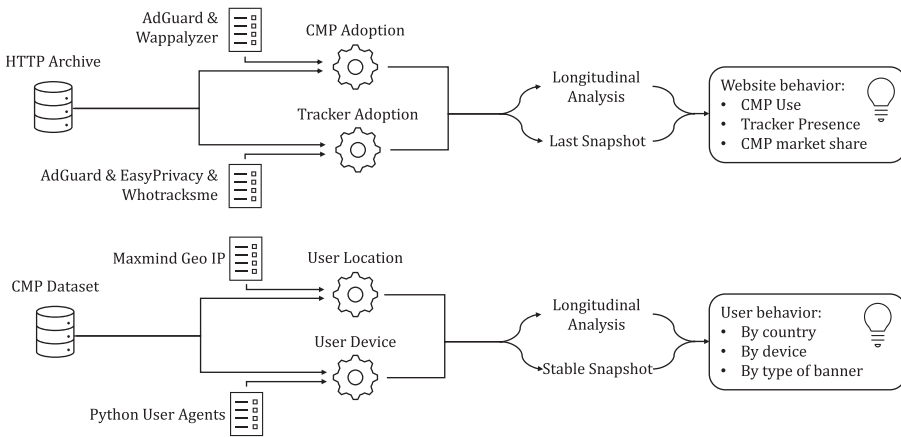 AdGuard &
Wappalyzer
CMP Adoption
HTTP Archive
Tracker Adoption
AdGuard & EasyPrivacy &
Whotracksme
Longitudinal
Analysis
Last Snapshot
Website behavior:
• CMP Use
• Tracker Presence
• CMP market share
Maxmind Geo IP
User Location
CMP Dataset
User Device
Python User Agents
Longitudinal
Analysis
Stable Snapshot
User behavior:
• By country
• By device
• By type of banner